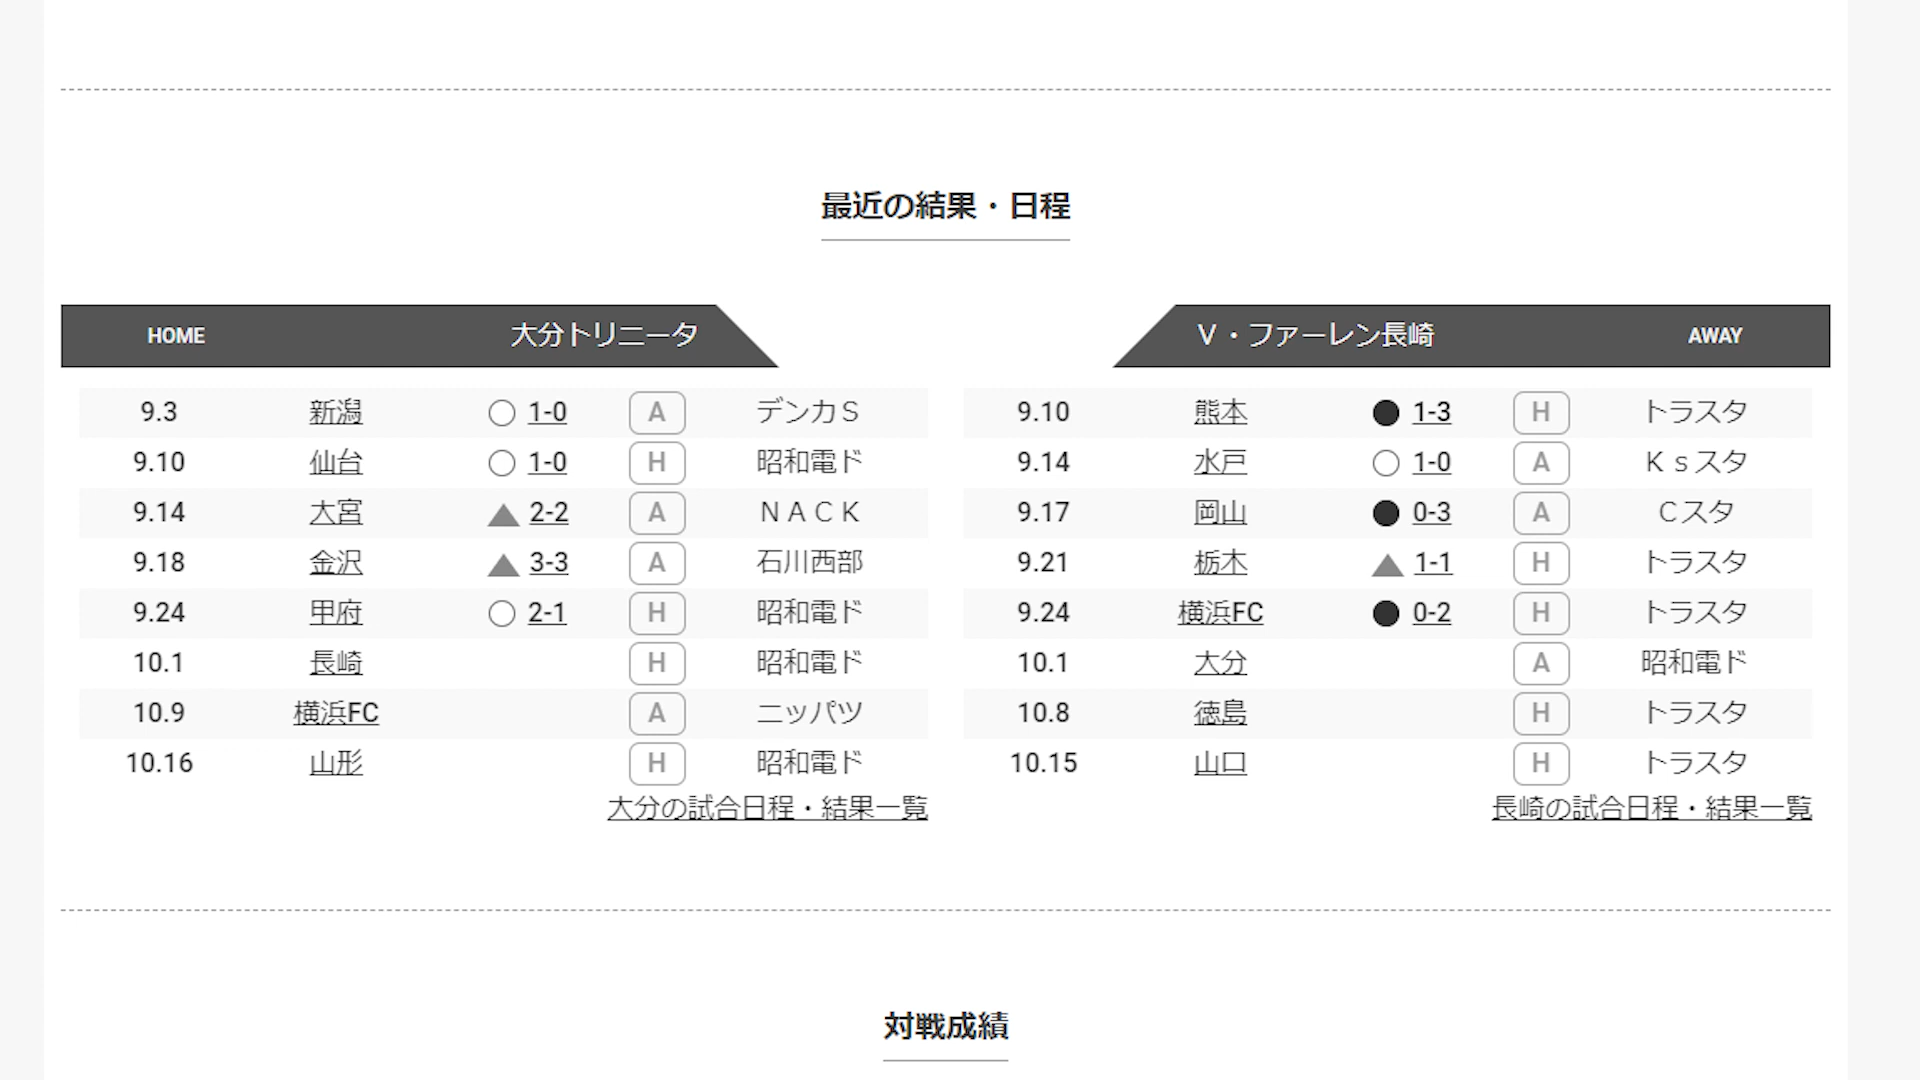 最近の結果・日程
HOME 大分トリニータ
9.3 新潟 ○ 1-0 A デンカＳ
9.10 仙台 ○ 1-0 H 昭和電ド
9.14 大宮 ▲ 2-2 A ＮＡＣＫ
9.18 金沢 ▲ 3-3 A 石川西部
9.24 甲府 ○ 2-1 H 昭和電ド
10.1 長崎 H 昭和電ド
10.9 横浜FC A ニッパツ
10.16 山形 H 昭和電ド
大分の試合日程・結果一覧
Ｖ・ファーレン長崎 AWAY
9.10 熊本 ● 1-3 H トラスタ
9.14 水戸 ○ 1-0 A Ｋｓスタ
9.17 岡山 ● 0-3 A Ｃスタ
9.21 栃木 ▲ 1-1 H トラスタ
9.24 横浜FC ● 0-2 H トラスタ
10.1 大分 A 昭和電ド
10.8 徳島 H トラスタ
10.15 山口 H トラスタ
長崎の試合日程・結果一覧
対戦成績